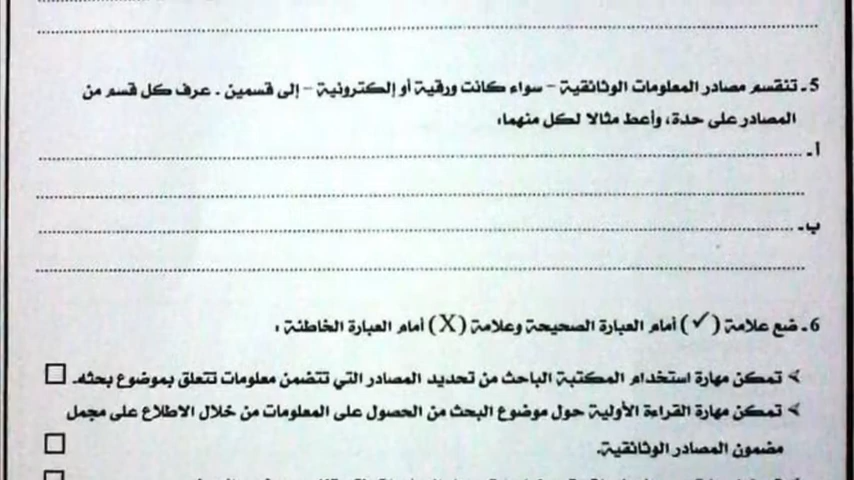 5ـ تنقسم مصادر المعلومات الوثائقية – سواء كانت ورقية أو إلكترونية – إلى قسمين . عرف كل قسم من
المصادر على حدة، وأعط مثالا لكل منهما:
أ ـ
ب ـ
6ـ ضع علامة (✓) أمام العبارة الصحيحة وعلامة (X) أمام العبارة الخاطئة :
➢ تمكن مهارة استخدام المكتبة الباحث من تحديد المصادر التي تتضمن معلومات تتعلق بموضوع بحثه.
➢ تمكن مهارة القراءة الأولية حول موضوع البحث من الحصول على المعلومات من خلال الاطلاع على مجمل
مضمون المصادر الوثائقية.